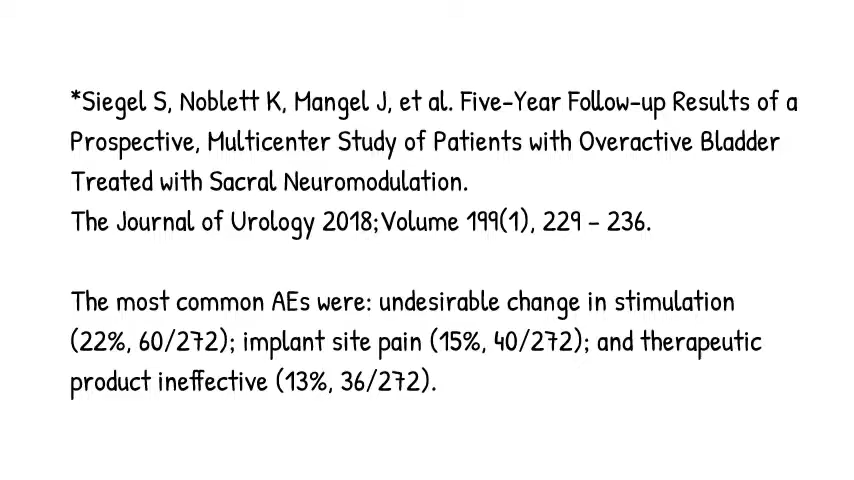 *Siegel S, Noblett K, Mangel J, et al. Five-Year Follow-up Results of a
Prospective, Multicenter Study of Patients with Overactive Bladder
Treated with Sacral Neuromodulation.
The Journal of Urology 2018;Volume 199(1), 229 – 236.
The most common AEs were: undesirable change in stimulation
(22%, 60/272); implant site pain (15%, 40/272); and therapeutic
product ineffective (13%, 36/272).